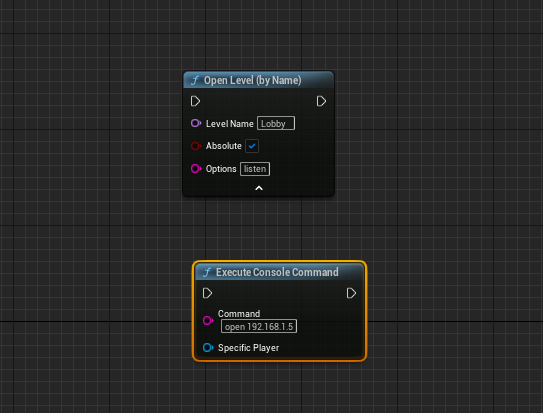 f Open Level (by Name)
Level Name Lobby
Absolute
Options listen
f Execute Console Command
Command
open 192.168.1.5
Specific Player